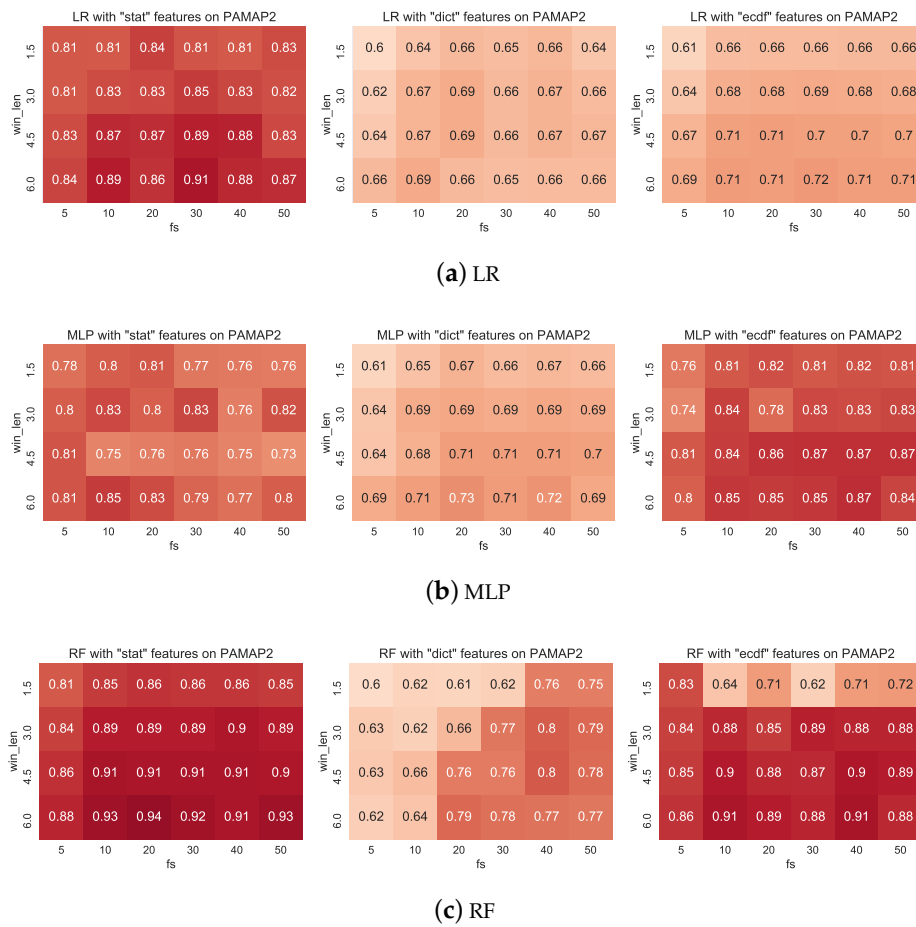 LR with "stat" features on PAMAP2 LR with "dict" features on PAMAP2 LR with "ecdf" features on PAMAP2
1.5 0.81 0.81 0.84 0.81 0.81 0.83 1.5 0.6 0.64 0.66 0.65 0.66 0.64 1.5 0.61 0.66 0.66 0.66 0.66 0.66
3.0 0.81 0.83 0.83 0.85 0.83 0.82 3.0 0.62 0.67 0.69 0.66 0.67 0.66 3.0 0.64 0.68 0.68 0.69 0.68 0.68
win_len win_len win_len
4.5 0.83 0.87 0.87 0.89 0.88 0.83 4.5 0.64 0.67 0.69 0.66 0.67 0.67 4.5 0.67 0.71 0.71 0.7 0.7 0.7
6.0 0.84 0.89 0.86 0.91 0.88 0.87 6.0 0.66 0.69 0.66 0.65 0.66 0.66 6.0 0.69 0.71 0.71 0.72 0.71 0.71
5 10 20 30 40 50 5 10 20 30 40 50 5 10 20 30 40 50
fs fs fs
(a) LR
MLP with "stat" features on PAMAP2 MLP with "dict" features on PAMAP2 MLP with "ecdf" features on PAMAP2
1.5 0.78 0.8 0.81 0.77 0.76 0.76 1.5 0.61 0.65 0.67 0.66 0.67 0.66 1.5 0.76 0.81 0.82 0.81 0.82 0.81
3.0 0.8 0.83 0.8 0.83 0.76 0.82 3.0 0.64 0.69 0.69 0.69 0.69 0.69 3.0 0.74 0.84 0.78 0.83 0.83 0.83
win_len win_len win_len
4.5 0.81 0.75 0.76 0.76 0.75 0.73 4.5 0.64 0.68 0.71 0.71 0.71 0.7 4.5 0.81 0.84 0.86 0.87 0.87 0.87
6.0 0.81 0.85 0.83 0.79 0.77 0.8 6.0 0.69 0.71 0.73 0.71 0.72 0.69 6.0 0.8 0.85 0.85 0.85 0.87 0.84
5 10 20 30 40 50 5 10 20 30 40 50 5 10 20 30 40 50
fs fs fs
(b) MLP
RF with "stat" features on PAMAP2 RF with "dict" features on PAMAP2 RF with "ecdf" features on PAMAP2
1.5 0.81 0.85 0.86 0.86 0.86 0.85 1.5 0.6 0.62 0.61 0.62 0.76 0.75 1.5 0.83 0.64 0.71 0.62 0.71 0.72
3.0 0.84 0.89 0.89 0.89 0.9 0.89 3.0 0.63 0.62 0.66 0.77 0.8 0.79 3.0 0.84 0.88 0.85 0.89 0.88 0.88
win_len win_len win_len
4.5 0.86 0.91 0.91 0.91 0.91 0.9 4.5 0.63 0.66 0.76 0.76 0.8 0.78 4.5 0.85 0.9 0.88 0.87 0.9 0.89
6.0 0.88 0.93 0.94 0.92 0.91 0.93 6.0 0.62 0.64 0.79 0.78 0.77 0.77 6.0 0.86 0.91 0.89 0.88 0.91 0.88
5 10 20 30 40 50 5 10 20 30 40 50 5 10 20 30 40 50
fs fs fs
(c) RF